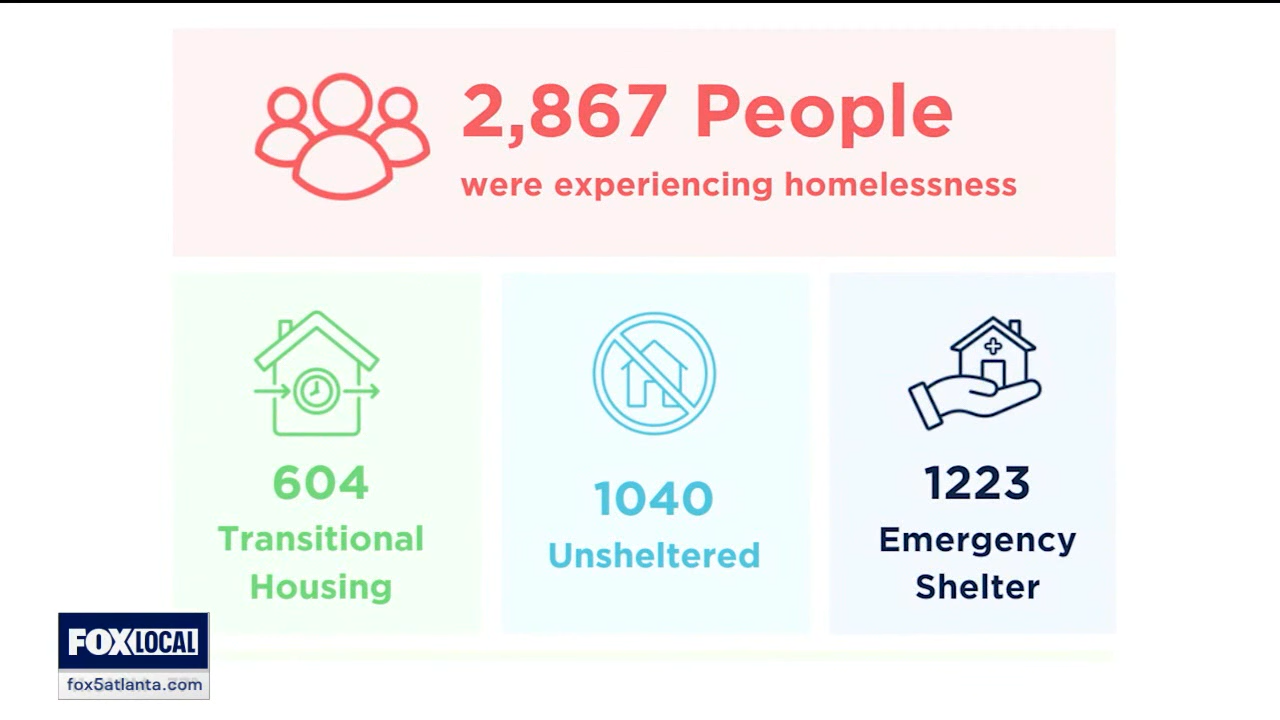 2,867 People
were experiencing homelessness
604
Transitional
Housing
1040
Unsheltered
1223
Emergency
Shelter
FOX LOCAL
fox5atlanta.com